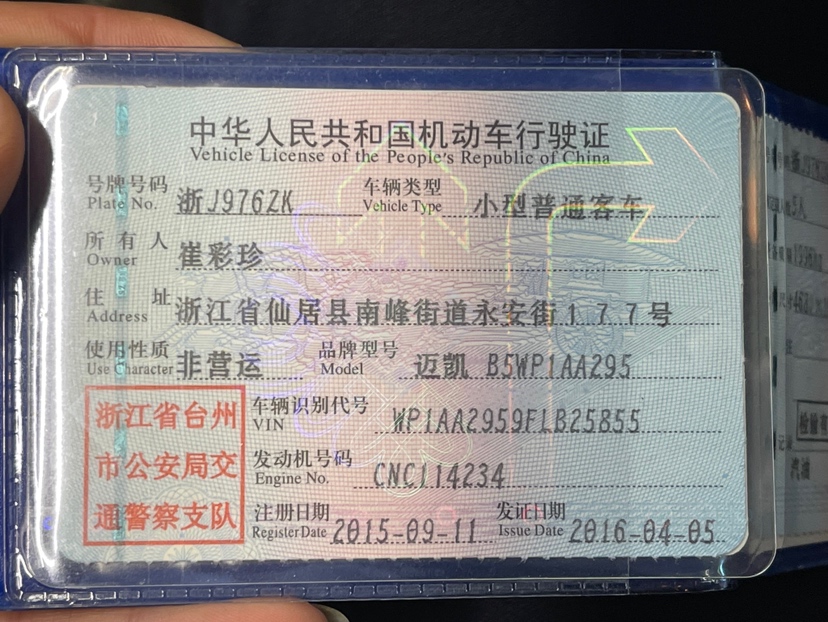 中华人民共和国机动车行驶证
Vehicle License of the People's Republic of China
号牌号码 浙J976ZK 车辆类型 小型普通客车
Plate No. Vehicle Type
所有人 崔彩珍
Owner
住址 浙江省仙居县南峰街道永安街177号
Address
使用性质 非营运 品牌型号 迈凯 B5WP1AA295
Use Character Model
浙江省台州
市公安局交
通警察支队
车辆识别代号 WP1AA2959FLB25855
VIN
发动机号码 CNC114234
Engine No.
注册日期 2015-09-11 发证日期 2016-04-05
Register Date Issue Date
5人
汽油